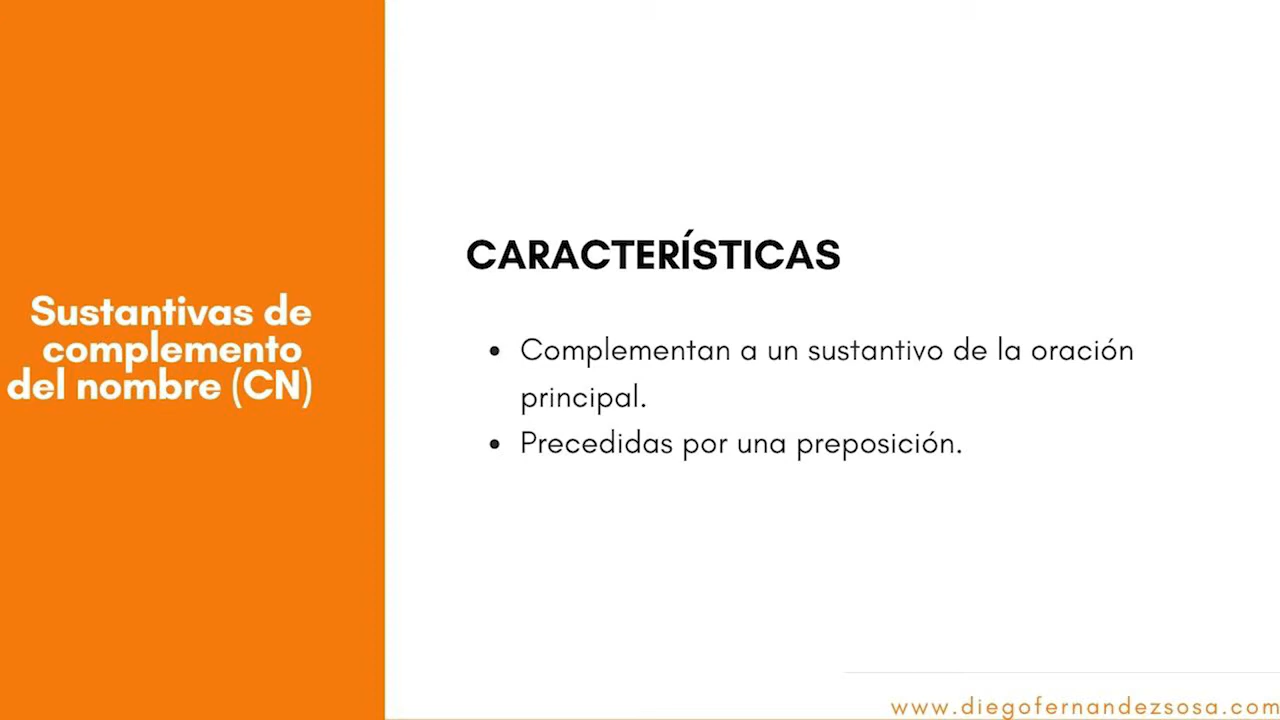 Sustantivas de
complemento
del nombre (CN)
CARACTERÍSTICAS
• Complementan a un sustantivo de la oración
principal.
• Precedidas por una preposición.
www.diegofernandezsosa.com